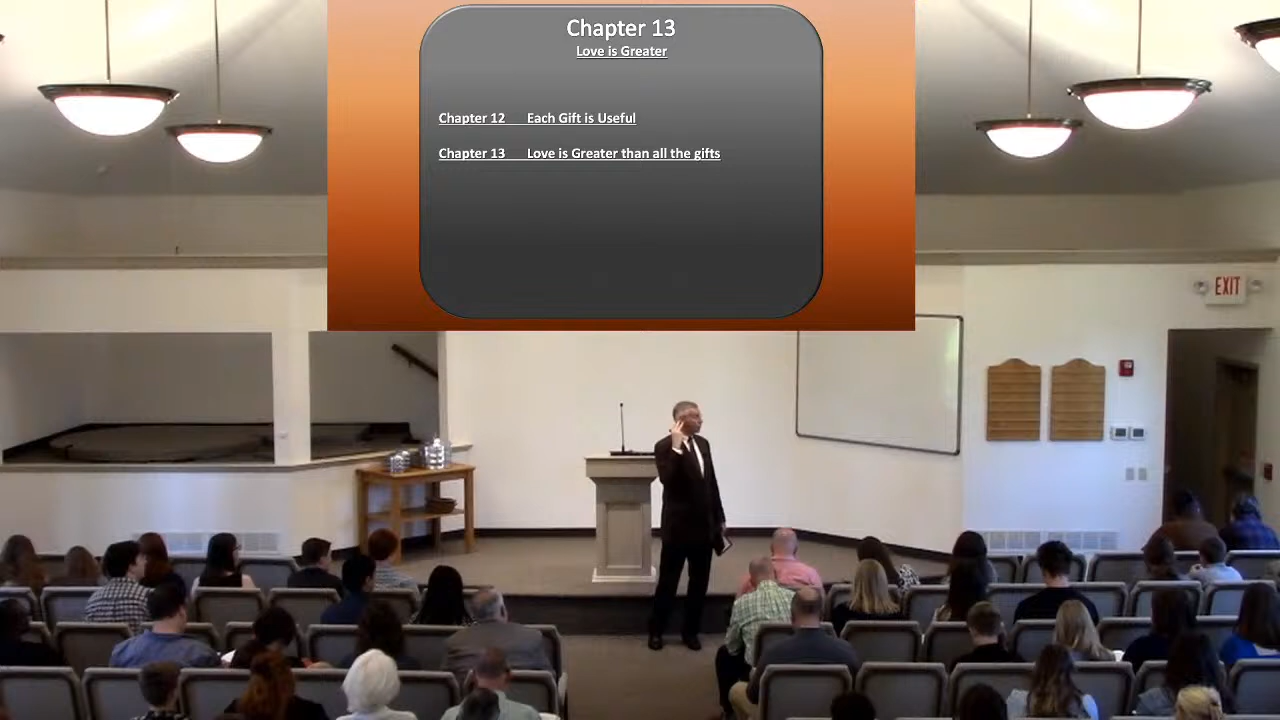 Chapter 13
Love is Greater
Chapter 12 Each Gift is Useful
Chapter 13 Love is Greater than all the gifts
EXIT